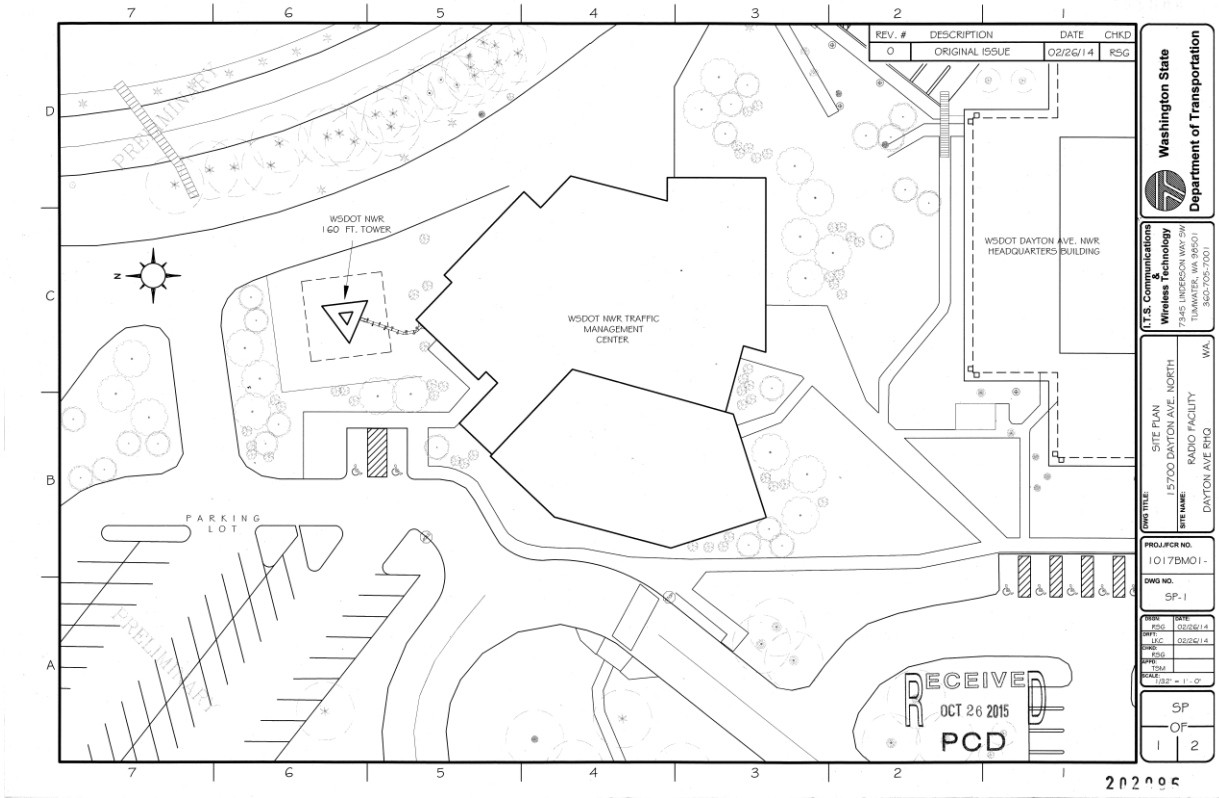 7 6 5 4 3 2 1
REV. # DESCRIPTION DATE CHKD
0 ORIGINAL ISSUE 02/26/14 RSG
D
C
B
A
PRELIMINARY
WSDOT NWR
160 FT. TOWER
N
WSDOT NWR TRAFFIC
MANAGEMENT
CENTER
WSDOT DAYTON AVE. NWR
HEADQUARTERS BUILDING
PARKING
LOT
PRELIMINARY
RECEIVED
OCT 26 2015
PCD
7 6 5 4 3 2 1
Washington State
Department of Transportation
I.T.S. Communications
&
Wireless Technology
7345 LINDERSON WAY SW
TUMWATER, WA 98501
360-705-7001
DWG TITLE:
SITE PLAN
15700 DAYTON AVE. NORTH
SITE NAME:
RADIO FACILITY
DAYTON AVE RHQ WA.
PROJ./FCR NO.
1017BM01-
DWG NO.
SP-1
DSGN: RSG DATE: 02/26/14
DRFT: LKC 02/26/14
CHKD: RSG
APPD: TSM
SCALE: 1/32" = 1'-0"
SP
OF
1 2